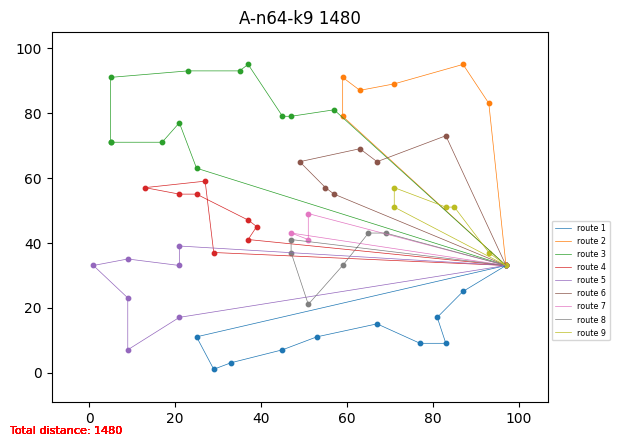 A-n64-k9 1480
100
80
60
40
20
0
0 20 40 60 80 100
route 1
route 2
route 3
route 4
route 5
route 6
route 7
route 8
route 9
Total distance: 1480